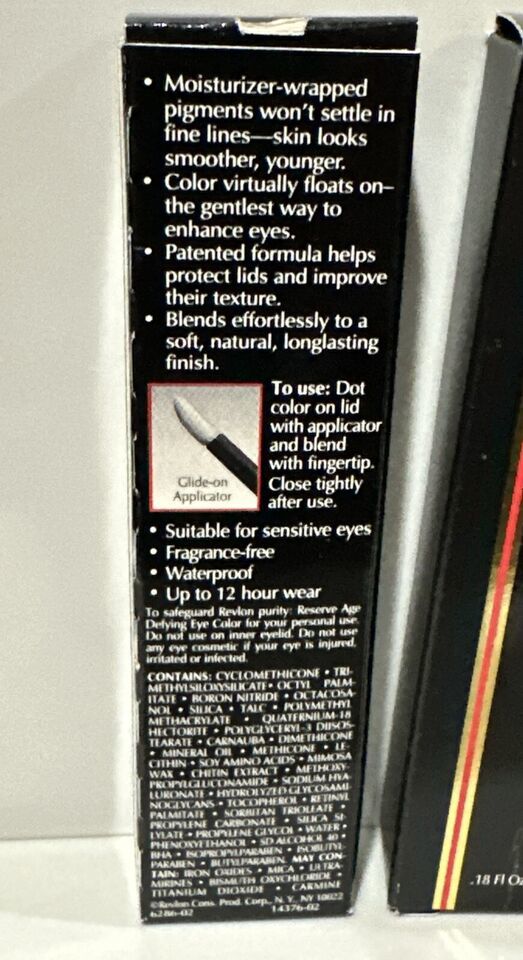 • Moisturizer-wrapped
pigments won't settle in
fine lines—skin looks
smoother, younger.
• Color virtually floats on–
the gentlest way to
enhance eyes.
• Patented formula helps
protect lids and improve
their texture.
• Blends effortlessly to a
soft, natural, longlasting
finish.
To use: Dot
color on lid
with applicator
and blend
with fingertip.
Close tightly
after use.
Glide-on
Applicator
• Suitable for sensitive eyes
• Fragrance-free
• Waterproof
• Up to 12 hour wear
To safeguard Revlon purity: Reserve Age
Defying Eye Color for your personal use.
Do not use on inner eyelid. Do not use
any eye cosmetic if your eye is injured,
irritated or infected.
CONTAINS: CYCLOMETHICONE • TRI-
METHYLSILOXYSILICATE • OCTYL PALM-
ITATE • BORON NITRIDE • OCTACOSA-
NOL • SILICA • TALC • POLYMETHYL
METHACRYLATE • QUATERNIUM-18
HECTORITE • POLYGLYCERYL-3 DIISOS-
TEARATE • CARNAUBA • DIMETHICONE
• MINERAL OIL • METHICONE • LE-
CITHIN • SOY AMINO ACIDS • MIMOSA
WAX • CHITIN EXTRACT • METHOXY-
PROPYLGLUCONAMIDE • SODIUM HYA-
LURONATE • HYDROLYZED GLYCOSAMI-
NOGLYCANS • TOCOPHEROL • RETINYL
PALMITATE • SORBITAN TRIOLEATE •
PROPYLENE CARBONATE • SILICA SI-
LYLATE • PROPYLENE GLYCOL • WATER •
PHENOXYETHANOL • SD ALCOHOL 40 •
BHA • ISOPROPYLPARABEN • ISOBUTYL-
PARABEN • BUTYLPARABEN. MAY CON-
TAIN: IRON OXIDES • MICA • ULTRA-
MARINES • BISMUTH OXYCHLORIDE •
TITANIUM DIOXIDE • CARMINE
©Revlon Cons. Prod. Corp., N.Y., NY 10022
6286-02 14376-02
.18 Fl Oz